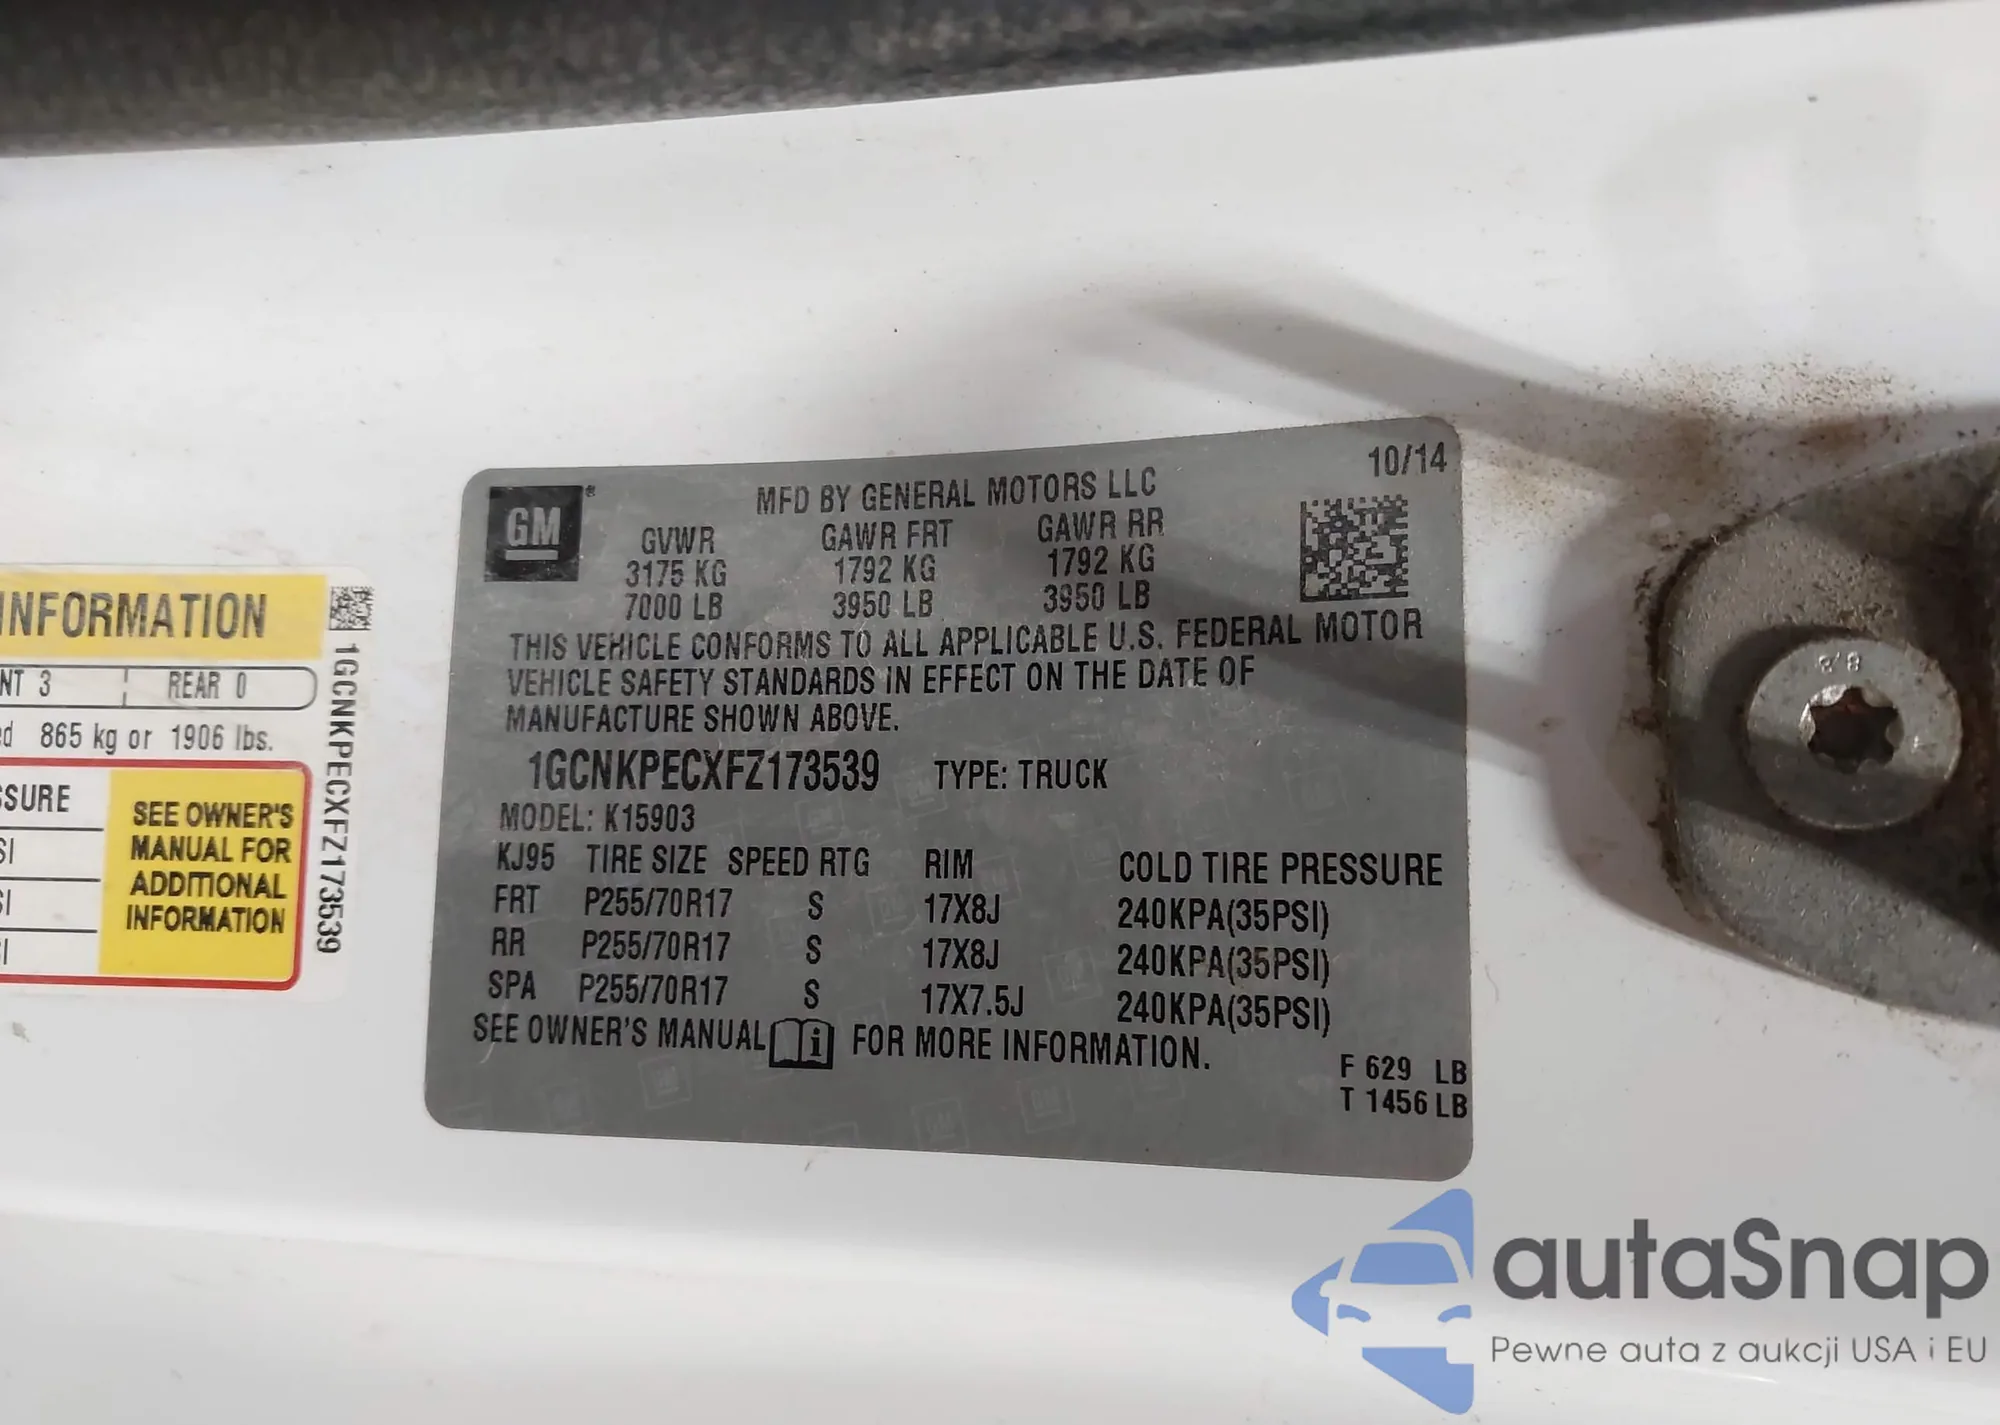 INFORMATION
NT 3 REAR 0
ed 865 kg or 1906 lbs.
SSURE
SI
SI
I
SEE OWNER'S
MANUAL FOR
ADDITIONAL
INFORMATION
1GCNKPECXFZ173539
10/14
GM®
MFD BY GENERAL MOTORS LLC
GVWR GAWR FRT GAWR RR
3175 KG 1792 KG 1792 KG
7000 LB 3950 LB 3950 LB
THIS VEHICLE CONFORMS TO ALL APPLICABLE U.S. FEDERAL MOTOR
VEHICLE SAFETY STANDARDS IN EFFECT ON THE DATE OF
MANUFACTURE SHOWN ABOVE.
1GCNKPECXFZ173539 TYPE: TRUCK
MODEL: K15903
KJ95 TIRE SIZE SPEED RTG RIM COLD TIRE PRESSURE
FRT P255/70R17 S 17X8J 240KPA(35PSI)
RR P255/70R17 S 17X8J 240KPA(35PSI)
SPA P255/70R17 S 17X7.5J 240KPA(35PSI)
SEE OWNER'S MANUAL i FOR MORE INFORMATION.
F 629 LB
T 1456 LB
8.8
autaSnap
Pewne auta z aukcji USA i EU